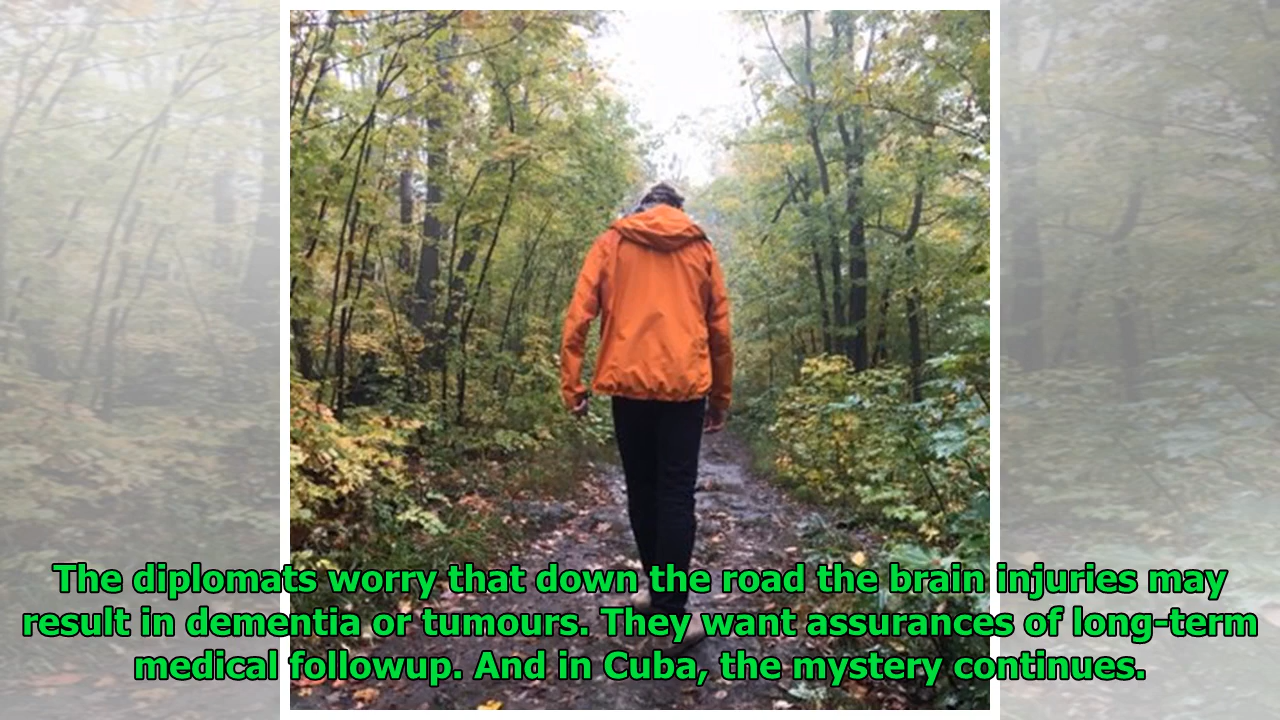 The diplomats worry that down the road the brain injuries may
result in dementia or tumours. They want assurances of long-term
medical followup. And in Cuba, the mystery continues.